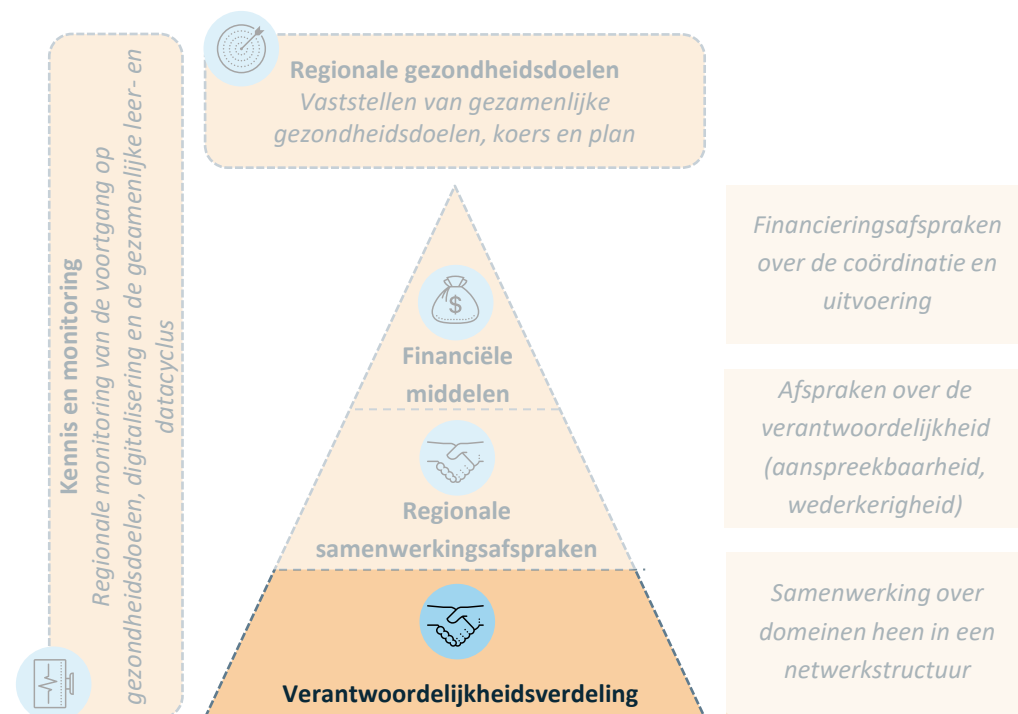 Regionale gezondheidsdoelen
Vaststellen van gezamenlijke
gezondheidsdoelen, koers en plan
Kennis en monitoring
Regionale monitoring van de voortgang op
gezondheidsdoelen, digitalisering en de gezamenlijke leer- en
datacyclus
$
Financiële
middelen
Financieringsafspraken
over de coördinatie en
uitvoering
Regionale
samenwerkingsafspraken
Afspraken over de
verantwoordelijkheid
(aanspreekbaarheid,
wederkerigheid)
Verantwoordelijkheidsverdeling
Samenwerking over
domeinen heen in een
netwerkstructuur